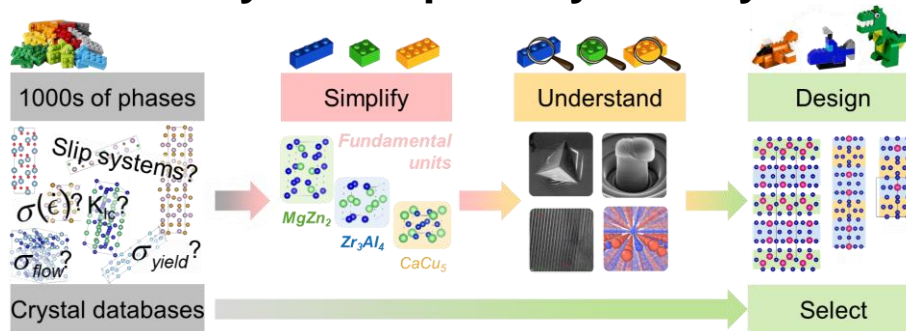 1000s of phases
Simplify
Understand
Design
Slip systems?
σ(ε)? K_Ic?
σ_flow?
σ_yield?
Fundamental units
MgZn₂
Zr₃Al₄
CaCu₅
Crystal databases
Select